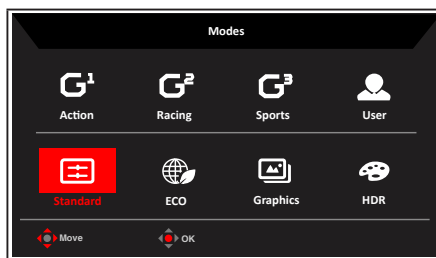 Modes
G¹ G² G³
Action Racing Sports User
Standard ECO Graphics HDR
Move OK